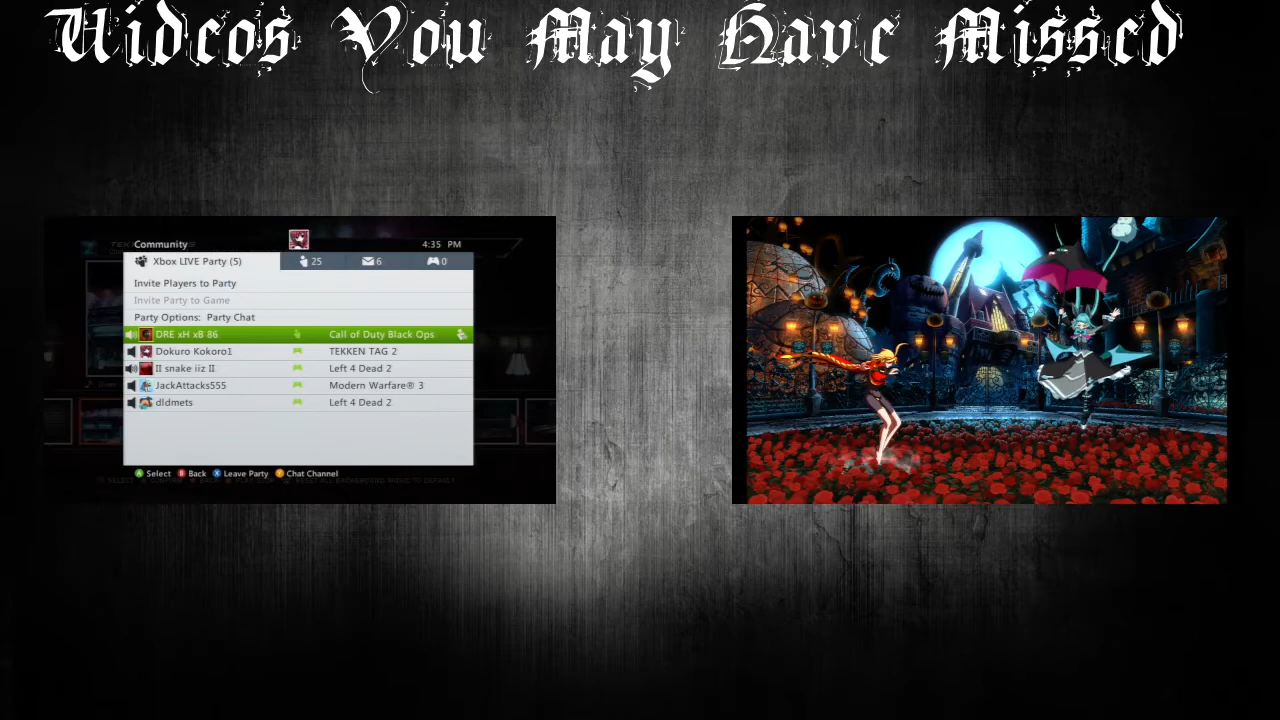 Videos You May Have Missed
Community 4:35 PM
Xbox LIVE Party (5) 25 6 0
Invite Players to Party
Invite Party to Game
Party Options: Party Chat
DRE xH xB 86 Call of Duty Black Ops
Dokuro Kokoro1 TEKKEN TAG 2
II snake iiz II Left 4 Dead 2
JackAttacks555 Modern Warfare® 3
dldmets Left 4 Dead 2
A Select B Back X Leave Party Y Chat Channel